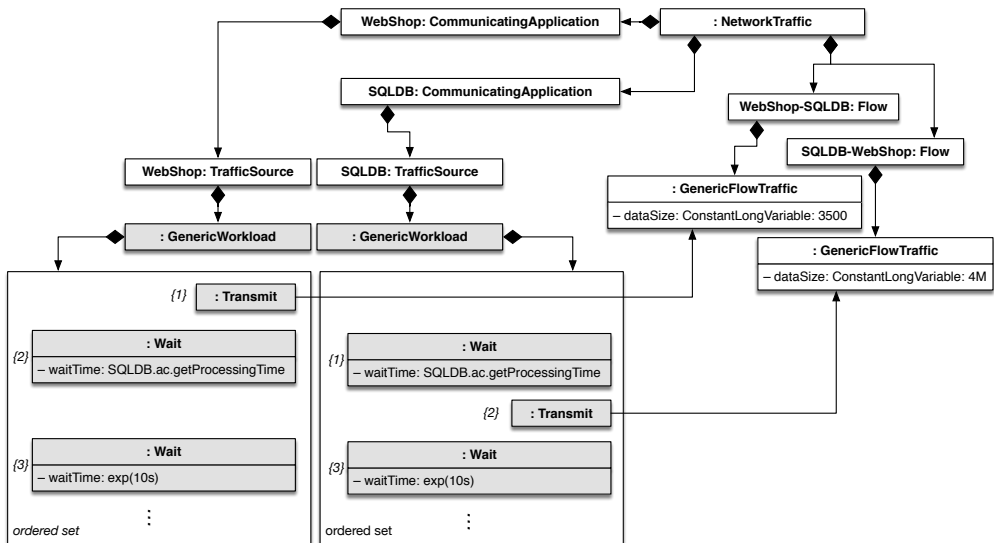 WebShop: CommunicatingApplication
: NetworkTraffic
SQLDB: CommunicatingApplication
WebShop-SQLDB: Flow
SQLDB-WebShop: Flow
WebShop: TrafficSource
SQLDB: TrafficSource
: GenericFlowTraffic
– dataSize: ConstantLongVariable: 3500
: GenericWorkload
: GenericWorkload
: GenericFlowTraffic
– dataSize: ConstantLongVariable: 4M
{1}
: Transmit
{2}
: Wait
– waitTime: SQLDB.ac.getProcessingTime
{3}
: Wait
– waitTime: exp(10s)
⋮
ordered set
{1}
: Wait
– waitTime: SQLDB.ac.getProcessingTime
{2}
: Transmit
{3}
: Wait
– waitTime: exp(10s)
⋮
ordered set